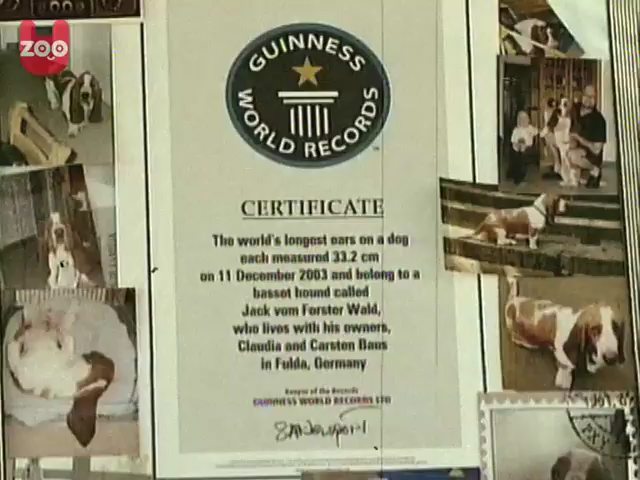 ZOO
GUINNESS
WORLD RECORDS
CERTIFICATE
The world's longest ears on a dog
each measured 33.2 cm
on 11 December 2003 and belong to a
basset hound called
Jack vom Forster Wald,
who lives with his owners,
Claudia and Carsten Baus
in Fulda, Germany
Keeper of the Records
GUINNESS WORLD RECORDS LTD